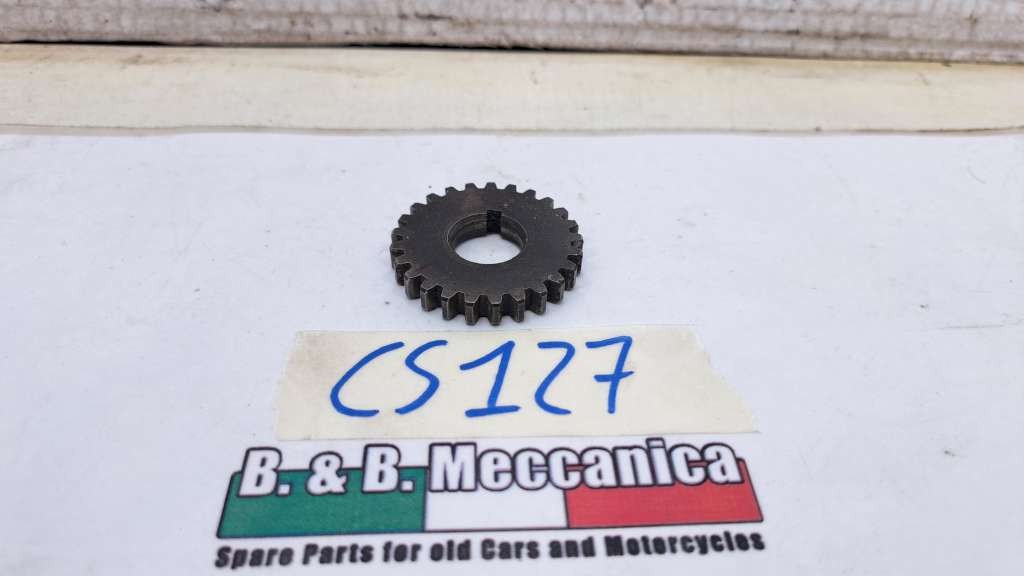 CS127
B. & B. Meccanica
Spare Parts for old Cars and Motorcycles